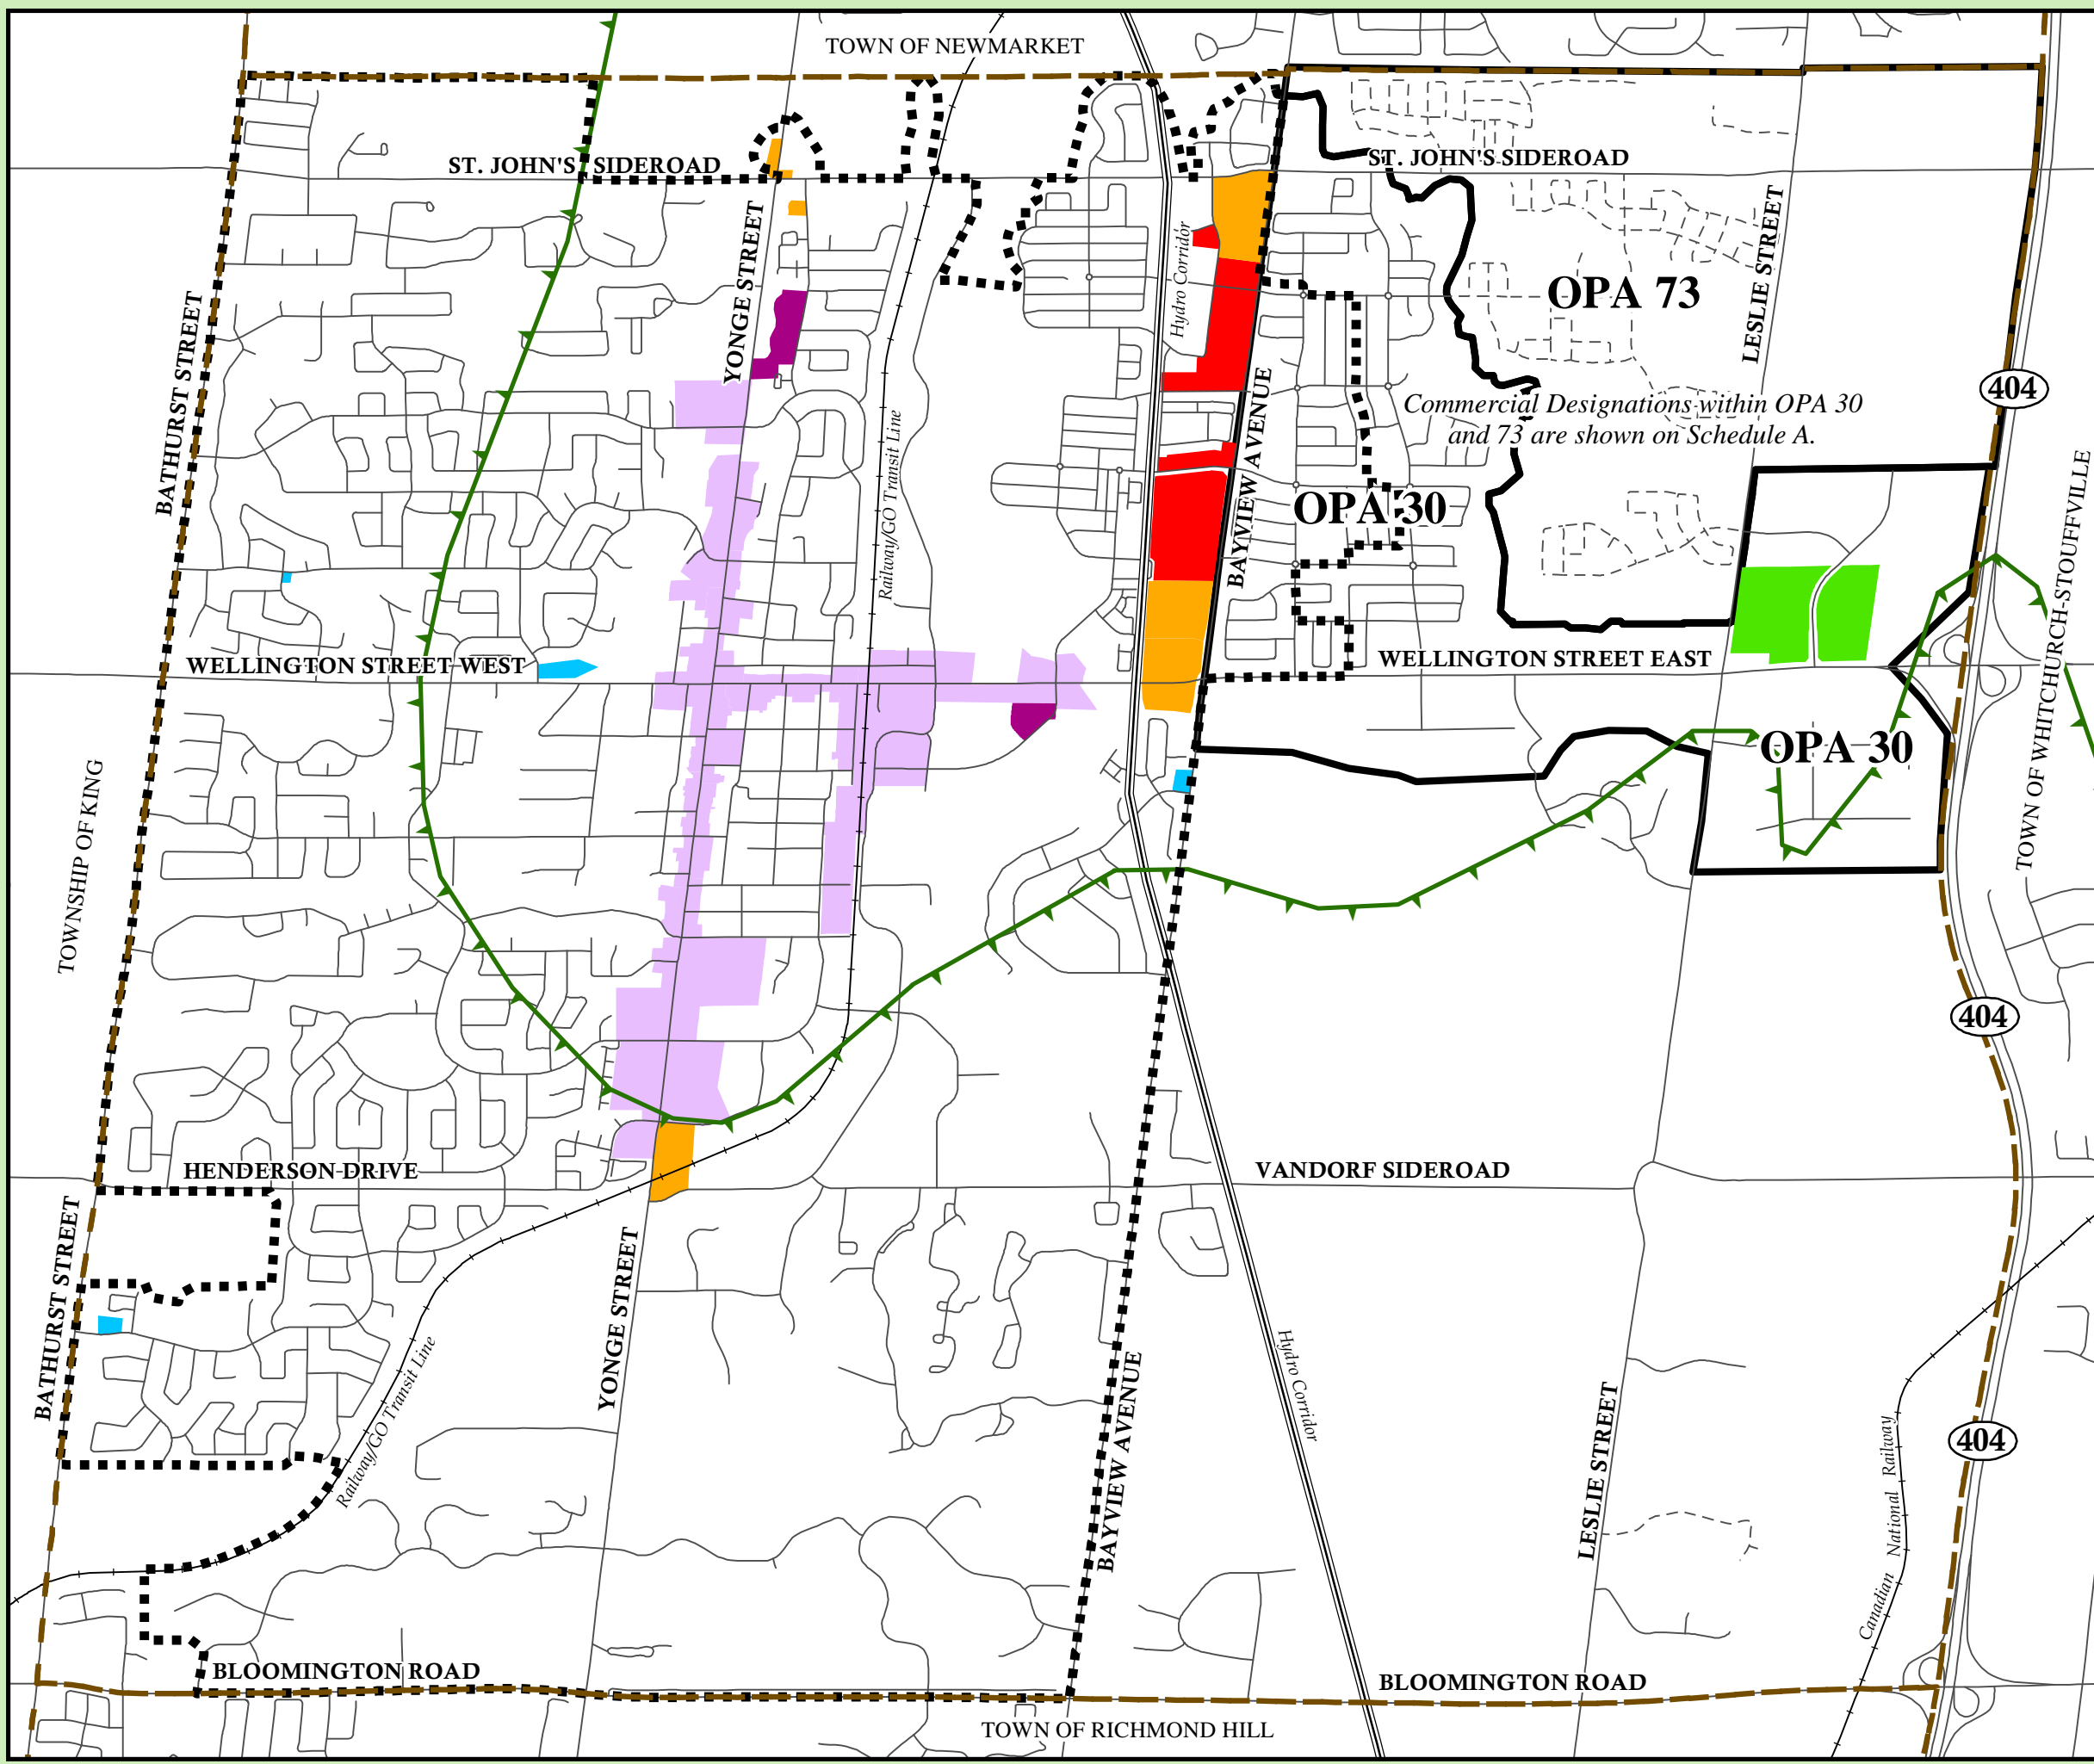 TOWN OF NEWMARKET
ST. JOHN'S SIDEROAD
ST. JOHN'S SIDEROAD
YONGE STREET
Hydro Corridor
LESLIE STREET
BATHURST STREET
OPA 73
404
Commercial Designations within OPA 30
and 73 are shown on Schedule A.
Railway/GO Transit Line
BAYVIEW AVENUE
OPA 30
TOWN OF WHITCHURCH-STOUFFVILLE
WELLINGTON STREET WEST
WELLINGTON STREET EAST
OPA 30
TOWNSHIP OF KING
404
HENDERSON DRIVE
VANDORF SIDEROAD
BATHURST STREET
YONGE STREET
Railway/GO Transit Line
Hydro Corridor
BAYVIEW AVENUE
LESLIE STREET
404
Canadian National Railway
BLOOMINGTON ROAD
BLOOMINGTON ROAD
TOWN OF RICHMOND HILL